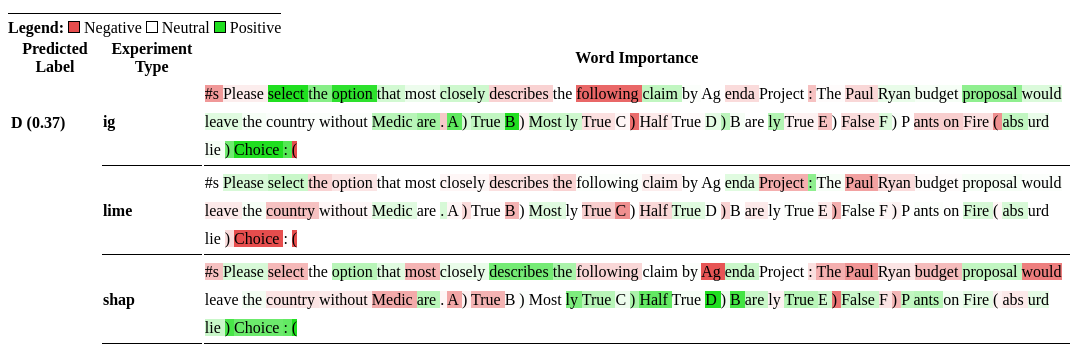 Legend: Negative Neutral Positive
Predicted Label Experiment Type Word Importance
#s Please select the option that most closely describes the following claim by Ag enda Project : The Paul Ryan budget proposal would
D (0.37) ig leave the country without Medic are . A ) True B ) Most ly True C ) Half True D ) B are ly True E ) False F ) P ants on Fire ( abs urd
lie ) Choice : (
#s Please select the option that most closely describes the following claim by Ag enda Project : The Paul Ryan budget proposal would
lime leave the country without Medic are . A ) True B ) Most ly True C ) Half True D ) B are ly True E ) False F ) P ants on Fire ( abs urd
lie ) Choice : (
#s Please select the option that most closely describes the following claim by Ag enda Project : The Paul Ryan budget proposal would
shap leave the country without Medic are . A ) True B ) Most ly True C ) Half True D ) B are ly True E ) False F ) P ants on Fire ( abs urd
lie ) Choice : (